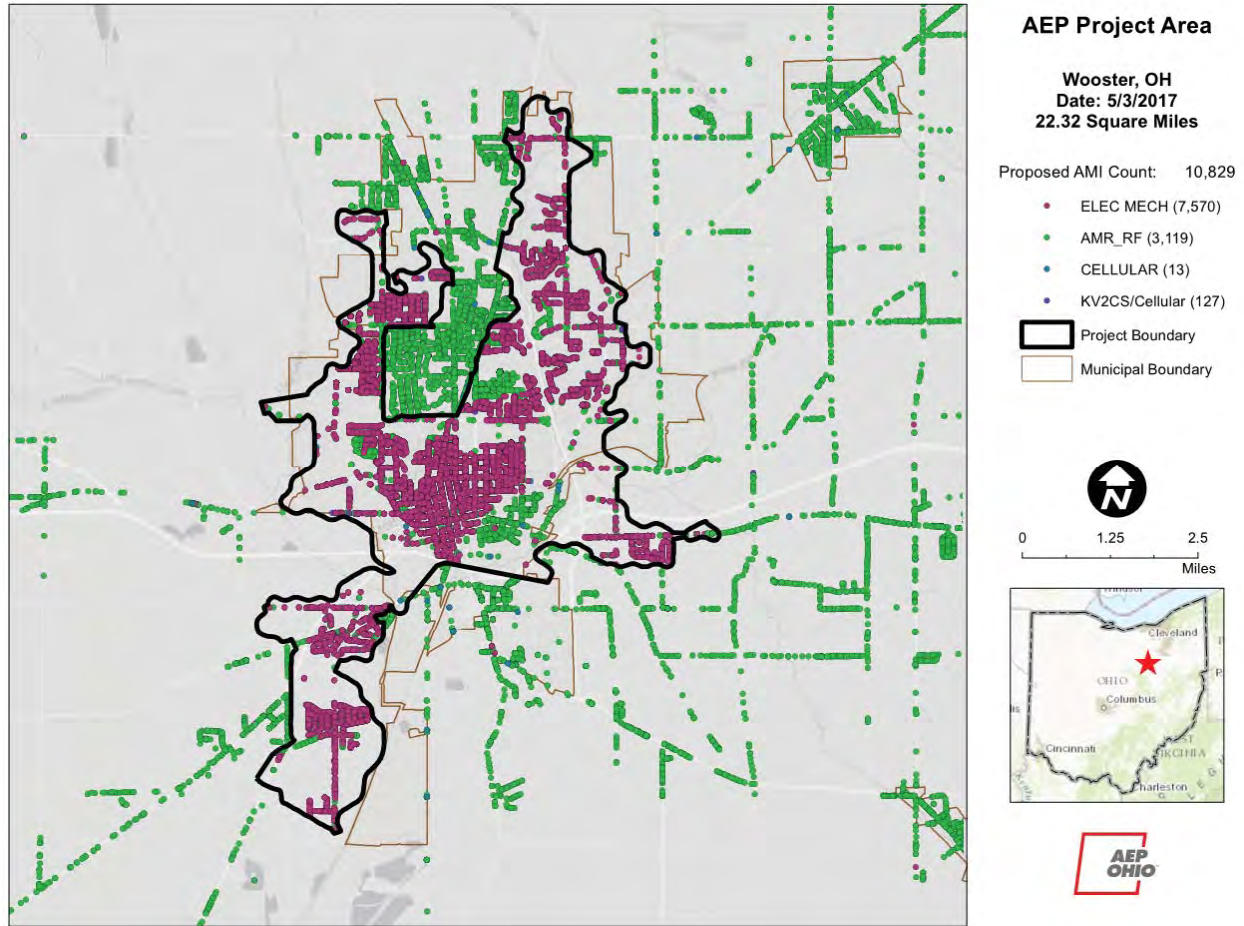 AEP Project Area
Wooster, OH
Date: 5/3/2017
22.32 Square Miles
Proposed AMI Count: 10,829
ELEC MECH (7,570)
AMR_RF (3,119)
CELLULAR (13)
KV2CS/Cellular (127)
Project Boundary
Municipal Boundary
N
0 1.25 2.5
Miles
Cleveland
OHIO
Columbus
Cincinnati
Charleston
AEP
OHIO